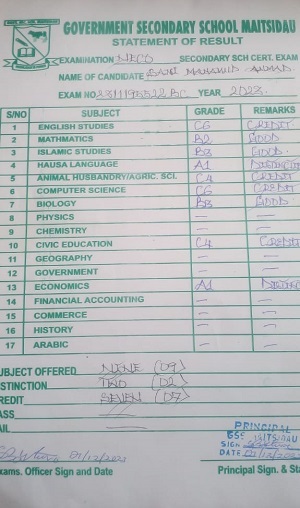 GOVERNMENT SECONDARY SCHOOL MAITSIDAU
STATEMENT OF RESULT
EXAMINATION NECO SECONDARY SCH CERT. EXAM
NAME OF CANDIDATE SANI
EXAM NO. YEAR 2023
S/NO SUBJECT GRADE REMARKS
1 ENGLISH STUDIES C6 CREDIT
2 MATHMATICS B2 GOOD
3 ISLAMIC STUDIES GOOD
4 HAUSA LANGUAGE A1
5 ANIMAL HUSBANDRY/AGRIC. SCI. C4 CREDIT
6 COMPUTER SCIENCE C6 CREDIT
7 BIOLOGY B3 GOOD
8 PHYSICS — —
9 CHEMISTRY — —
10 CIVIC EDUCATION C4 CREDIT
11 GEOGRAPHY — —
12 GOVERNMENT — —
13 ECONOMICS A1
14 FINANCIAL ACCOUNTING — —
15 COMMERCE — —
16 HISTORY — —
17 ARABIC — —
UBJECT OFFERED NINE (09)
ISTINCTION TWO (02)
REDIT SEVEN (07)
ASS
AIL
PRINCIPAL
GSS MAITSIDAU
SIGN
DATE
xams. Officer Sign and Date Principal Sign. & Sta